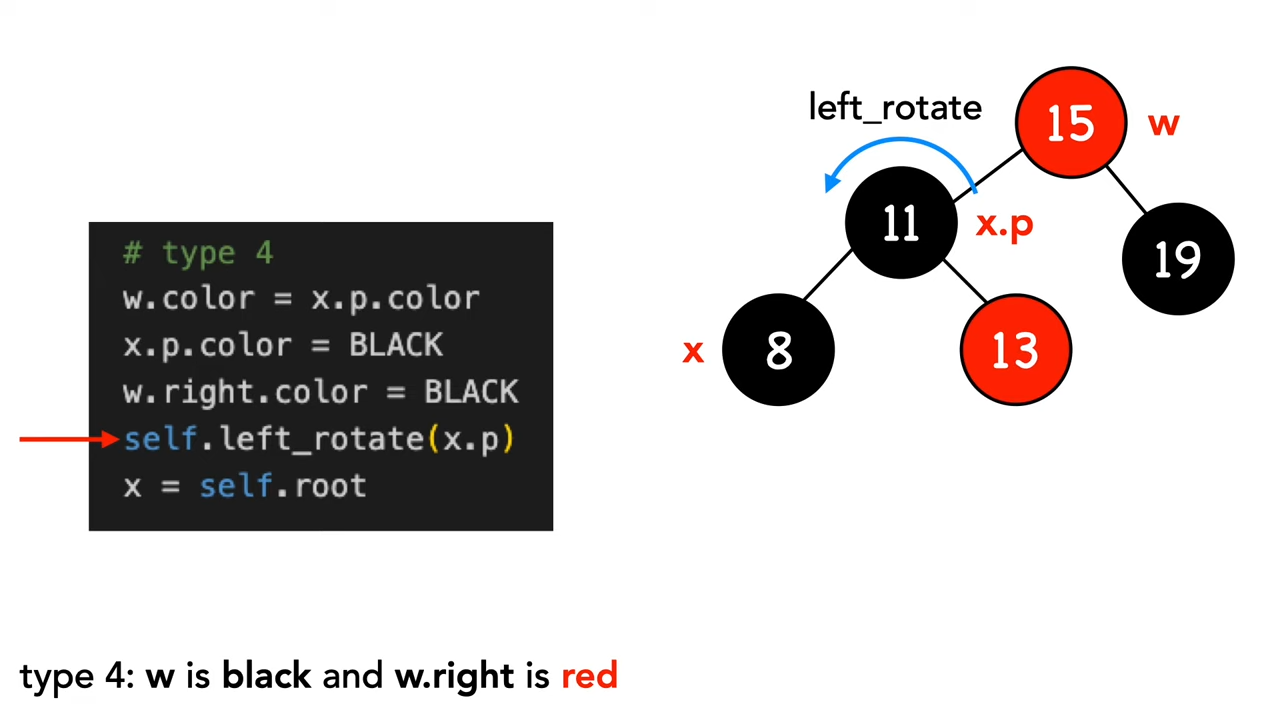 left_rotate
15
w
11
x.p
19
x
8
13
# type 4
w.color = x.p.color
x.p.color = BLACK
w.right.color = BLACK
self.left_rotate(x.p)
x = self.root
type 4: w is black and w.right is red